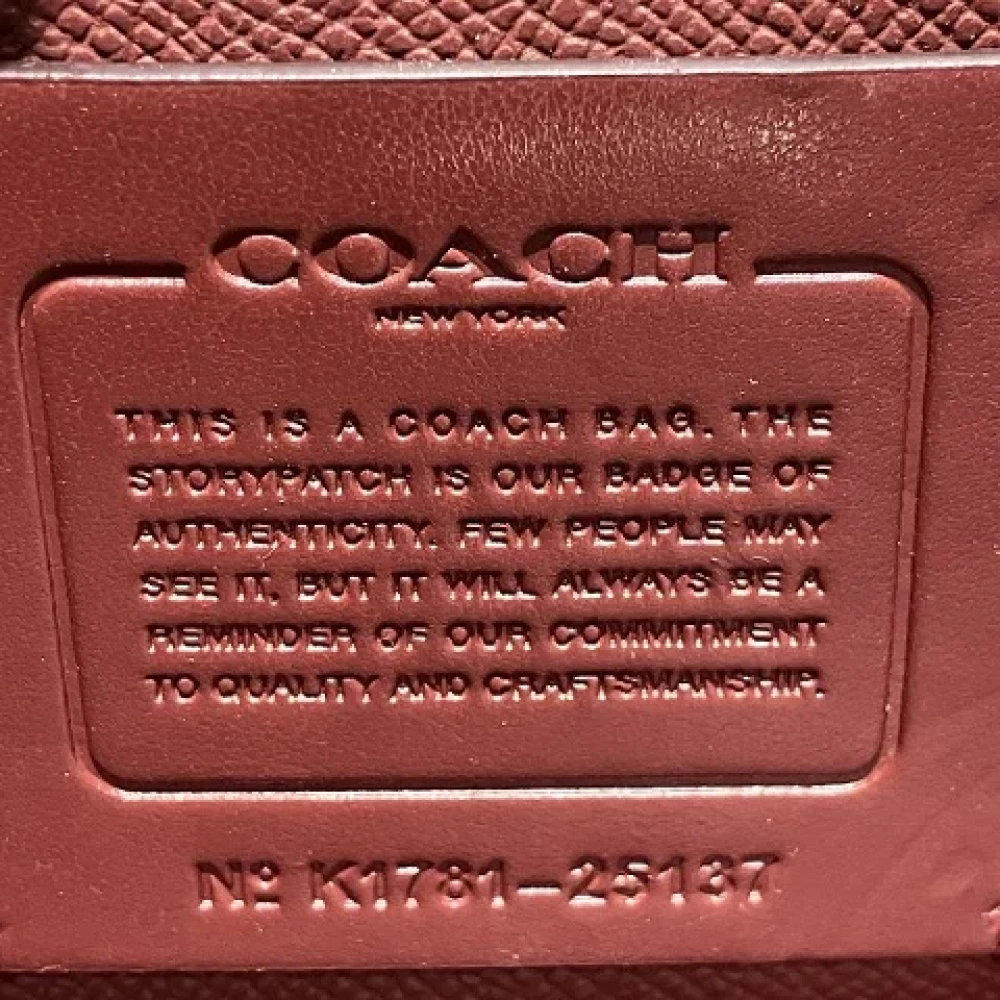 COACH
NEW YORK
THIS IS A COACH BAG. THE
STORYPATCH IS OUR BADGE OF
AUTHENTICITY. FEW PEOPLE MAY
SEE IT, BUT IT WILL ALWAYS BE A
REMINDER OF OUR COMMITMENT
TO QUALITY AND CRAFTSMANSHIP.
Nº K1781-25137